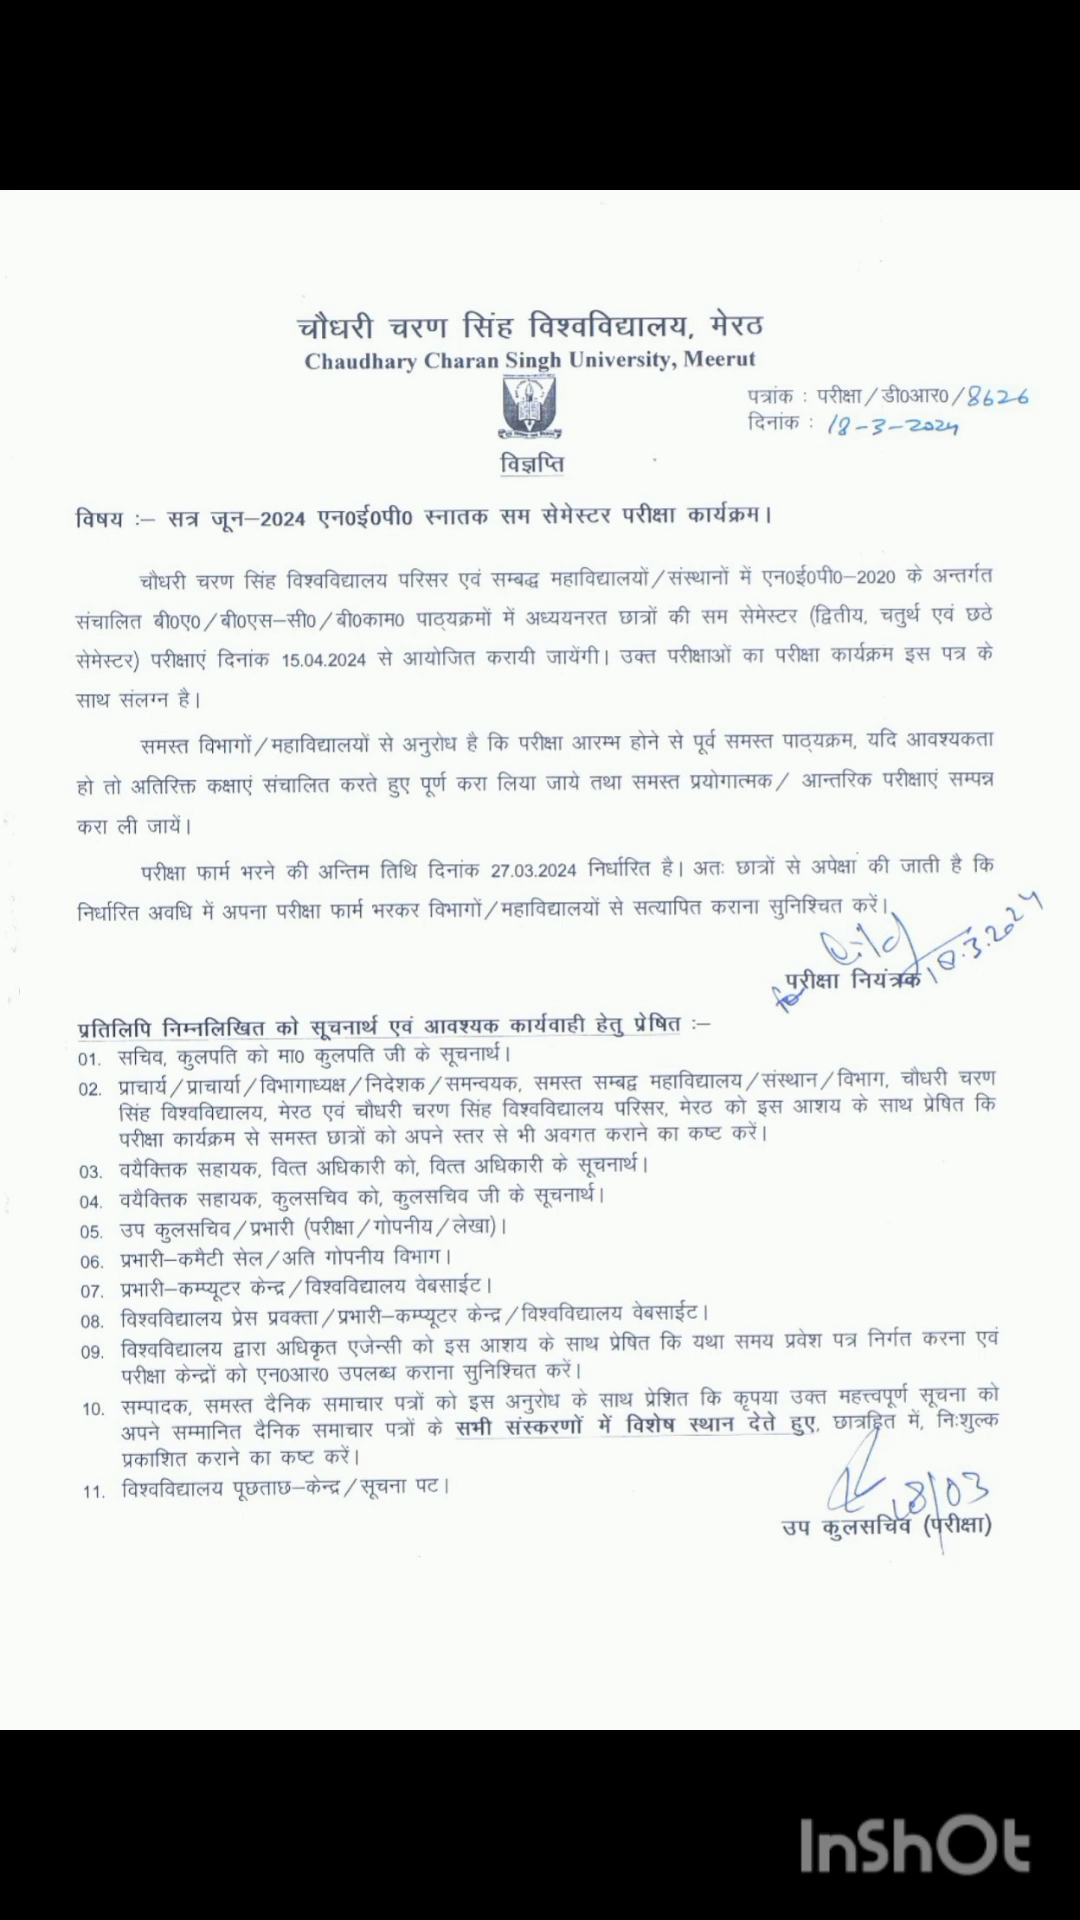 चौधरी चरण सिंह विश्वविद्यालय, मेरठ
Chaudhary Charan Singh University, Meerut
पत्रांक : परीक्षा/डी0आर0/8626
दिनांक : 18-3-2024
विज्ञप्ति
विषय :– सत्र जून–2024 एन0ई0पी0 स्नातक सम सेमेस्टर परीक्षा कार्यक्रम।
चौधरी चरण सिंह विश्वविद्यालय परिसर एवं सम्बद्ध महाविद्यालयों/संस्थानों में एन0ई0पी0–2020 के अन्तर्गत
संचालित बी0ए0/बी0एस–सी0/बी0काम0 पाठ्यक्रमों में अध्ययनरत छात्रों की सम सेमेस्टर (द्वितीय, चतुर्थ एवं छठे
सेमेस्टर) परीक्षाएं दिनांक 15.04.2024 से आयोजित करायी जायेंगी। उक्त परीक्षाओं का परीक्षा कार्यक्रम इस पत्र के
साथ संलग्न है।
समस्त विभागों/महाविद्यालयों से अनुरोध है कि परीक्षा आरम्भ होने से पूर्व समस्त पाठ्यक्रम, यदि आवश्यकता
हो तो अतिरिक्त कक्षाएं संचालित करते हुए पूर्ण करा लिया जाये तथा समस्त प्रयोगात्मक/ आन्तरिक परीक्षाएं सम्पन्न
करा ली जायें।
परीक्षा फार्म भरने की अन्तिम तिथि दिनांक 27.03.2024 निर्धारित है। अतः छात्रों से अपेक्षा की जाती है कि
निर्धारित अवधि में अपना परीक्षा फार्म भरकर विभागों/महाविद्यालयों से सत्यापित कराना सुनिश्चित करें।
18.3.2024
परीक्षा नियंत्रक
प्रतिलिपि निम्नलिखित को सूचनार्थ एवं आवश्यक कार्यवाही हेतु प्रेषित :–
01. सचिव, कुलपति को मा0 कुलपति जी के सूचनार्थ।
02. प्राचार्य/प्राचार्या/विभागाध्यक्ष/निदेशक/समन्वयक, समस्त सम्बद्व महाविद्यालय/संस्थान/विभाग, चौधरी चरण
सिंह विश्वविद्यालय, मेरठ एवं चौधरी चरण सिंह विश्वविद्यालय परिसर, मेरठ को इस आशय के साथ प्रेषित कि
परीक्षा कार्यक्रम से समस्त छात्रों को अपने स्तर से भी अवगत कराने का कष्ट करें।
03. वयैक्तिक सहायक, वित्त अधिकारी को, वित्त अधिकारी के सूचनार्थ।
04. वयैक्तिक सहायक, कुलसचिव को, कुलसचिव जी के सूचनार्थ।
05. उप कुलसचिव/प्रभारी (परीक्षा/गोपनीय/लेखा)।
06. प्रभारी–कमैटी सेल/अति गोपनीय विभाग।
07. प्रभारी–कम्प्यूटर केन्द्र/विश्वविद्यालय वेबसाईट।
08. विश्वविद्यालय प्रेस प्रवक्ता/प्रभारी–कम्प्यूटर केन्द्र/विश्वविद्यालय वेबसाईट।
09. विश्वविद्यालय द्वारा अधिकृत एजेन्सी को इस आशय के साथ प्रेषित कि यथा समय प्रवेश पत्र निर्गत करना एवं
परीक्षा केन्द्रों को एन0आर0 उपलब्ध कराना सुनिश्चित करें।
10. सम्पादक, समस्त दैनिक समाचार पत्रों को इस अनुरोध के साथ प्रेशित कि कृपया उक्त महत्त्वपूर्ण सूचना को
अपने सम्मानित दैनिक समाचार पत्रों के सभी संस्करणों में विशेष स्थान देते हुए, छात्रहित में, निःशुल्क
प्रकाशित कराने का कष्ट करें।
11. विश्वविद्यालय पूछताछ–केन्द्र/सूचना पट।
18/03
उप कुलसचिव (परीक्षा)
InShOt